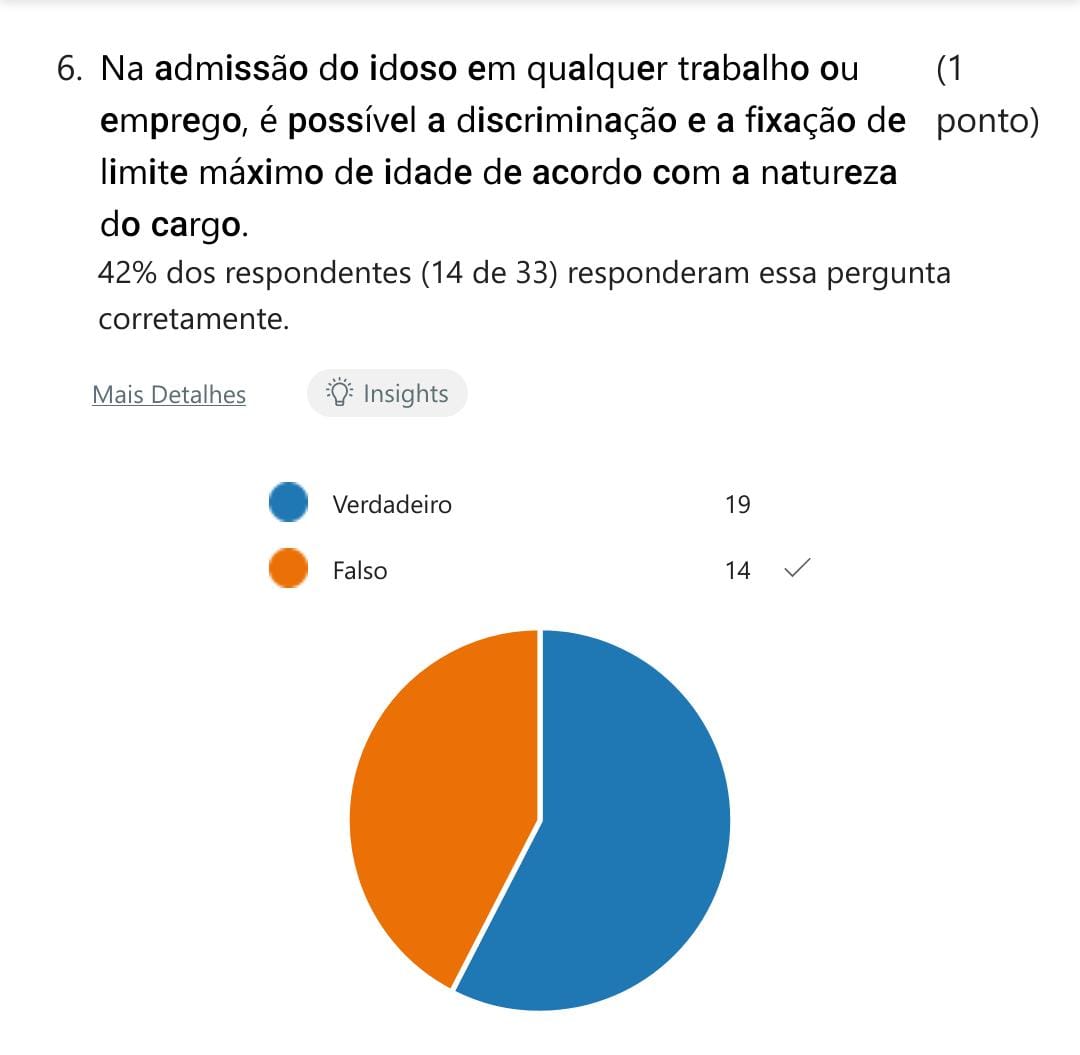 6. Na admissão do idoso em qualquer trabalho ou (1
emprego, é possível a discriminação e a fixação de ponto)
limite máximo de idade de acordo com a natureza
do cargo.
42% dos respondentes (14 de 33) responderam essa pergunta
corretamente.
Mais Detalhes Insights
Verdadeiro 19
Falso 14